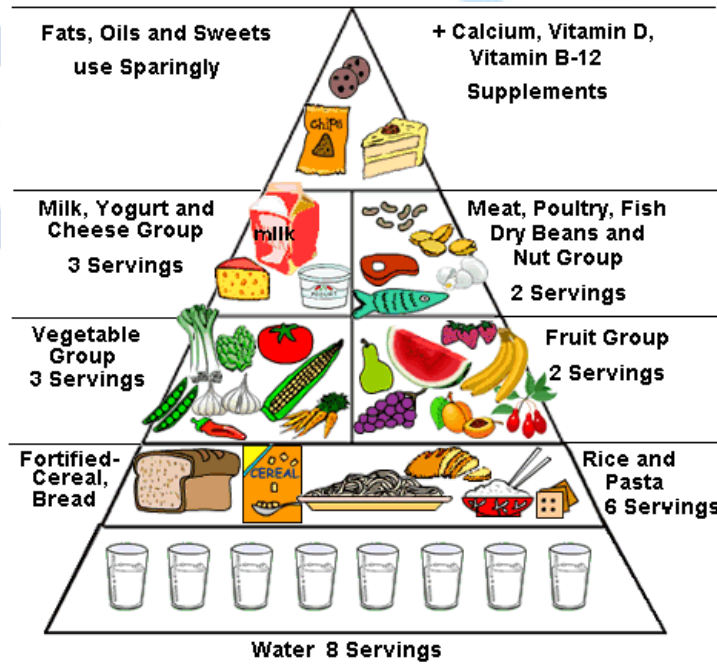 Fats, Oils and Sweets
use Sparingly
+ Calcium, Vitamin D,
Vitamin B-12
Supplements
chips
Milk, Yogurt and
Cheese Group
3 Servings
milk
YOGURT
Meat, Poultry, Fish
Dry Beans and
Nut Group
2 Servings
Vegetable
Group
3 Servings
Fruit Group
2 Servings
Fortified-
Cereal,
Bread
CEREAL
Rice and
Pasta
6 Servings
Water 8 Servings